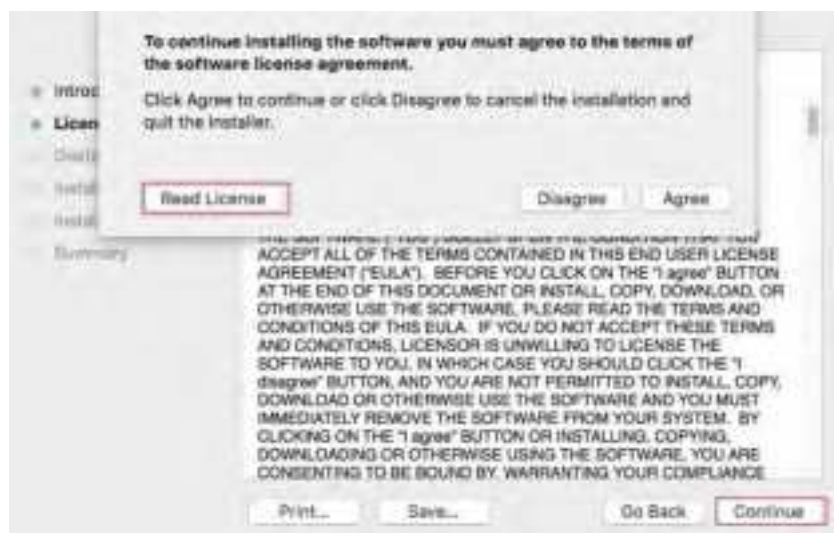 To continue installing the software you must agree to the terms of
the software license agreement.
Click Agree to continue or click Disagree to cancel the installation and
quit the installer.
Introd
Licen
Read License
Disagree
Agree
Summary
ACCEPT ALL OF THE TERMS CONTAINED IN THIS END USER LICENSE
AGREEMENT ("EULA"). BEFORE YOU CLICK ON THE "I agree" BUTTON
AT THE END OF THIS DOCUMENT OR INSTALL, COPY, DOWNLOAD, OR
OTHERWISE USE THE SOFTWARE, PLEASE READ THE TERMS AND
CONDITIONS OF THIS EULA. IF YOU DO NOT ACCEPT THESE TERMS
AND CONDITIONS, LICENSOR IS UNWILLING TO LICENSE THE
SOFTWARE TO YOU, IN WHICH CASE YOU SHOULD CLICK THE "I
disagree" BUTTON, AND YOU ARE NOT PERMITTED TO INSTALL, COPY,
DOWNLOAD OR OTHERWISE USE THE SOFTWARE AND YOU MUST
IMMEDIATELY REMOVE THE SOFTWARE FROM YOUR SYSTEM. BY
CLICKING ON THE "I agree" BUTTON OR INSTALLING, COPYING,
DOWNLOADING OR OTHERWISE USING THE SOFTWARE, YOU ARE
CONSENTING TO BE BOUND BY, WARRANTING YOUR COMPLIANCE
Print...
Save...
Go Back
Continue